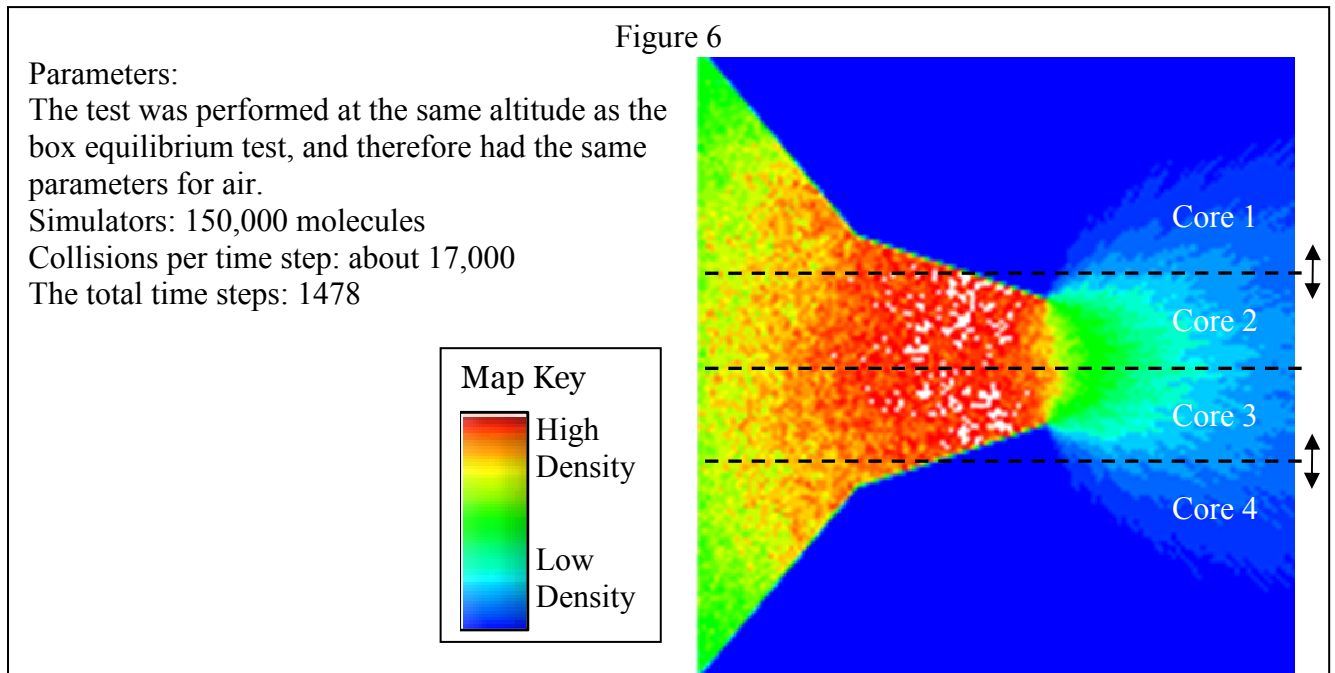 Figure 6
Parameters:
The test was performed at the same altitude as the
box equilibrium test, and therefore had the same
parameters for air.
Simulators: 150,000 molecules
Collisions per time step: about 17,000
The total time steps: 1478
Map Key
High
Density
Low
Density
Core 1
Core 2
Core 3
Core 4